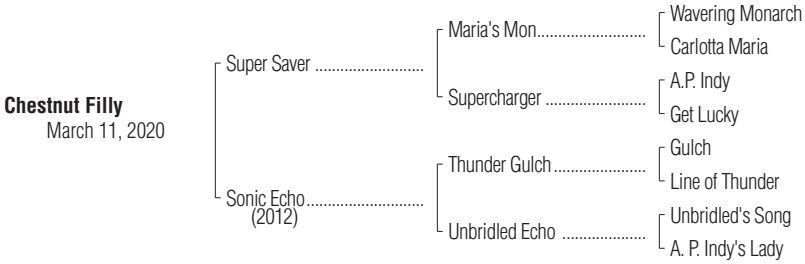 Wavering Monarch
Maria's Mon..........................
Carlotta Maria
Super Saver ..........................
A.P. Indy
Supercharger ........................
Get Lucky
Chestnut Filly
March 11, 2020
Gulch
Thunder Gulch ......................
Line of Thunder
Sonic Echo............................
(2012)
Unbridled's Song
Unbridled Echo ....................
A. P. Indy's Lady